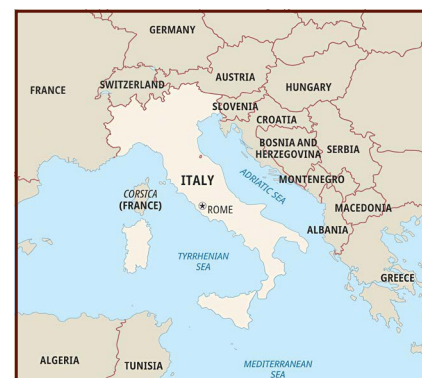 GERMANY
FRANCE
SWITZERLAND
AUSTRIA
HUNGARY
SLOVENIA
CROATIA
BOSNIA AND
HERZEGOVINA
SERBIA
ITALY
ADRIATIC SEA
MONTENEGRO
CORSICA
(FRANCE)
ROME
MACEDONIA
ALBANIA
TYRRHENIAN
SEA
GREECE
ALGERIA
TUNISIA
MEDITERRANEAN
SEA